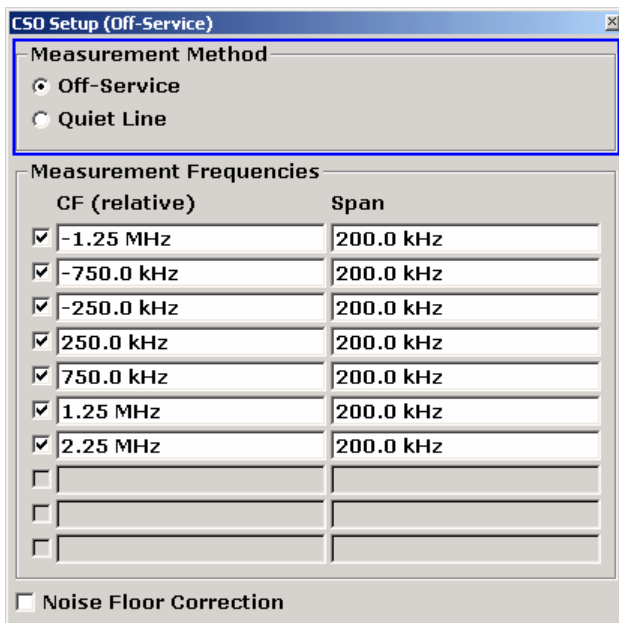 CSO Setup (Off-Service)
Measurement Method
Off-Service
Quiet Line
Measurement Frequencies
CF (relative) Span
-1.25 MHz 200.0 kHz
-750.0 kHz 200.0 kHz
-250.0 kHz 200.0 kHz
250.0 kHz 200.0 kHz
750.0 kHz 200.0 kHz
1.25 MHz 200.0 kHz
2.25 MHz 200.0 kHz
Noise Floor Correction